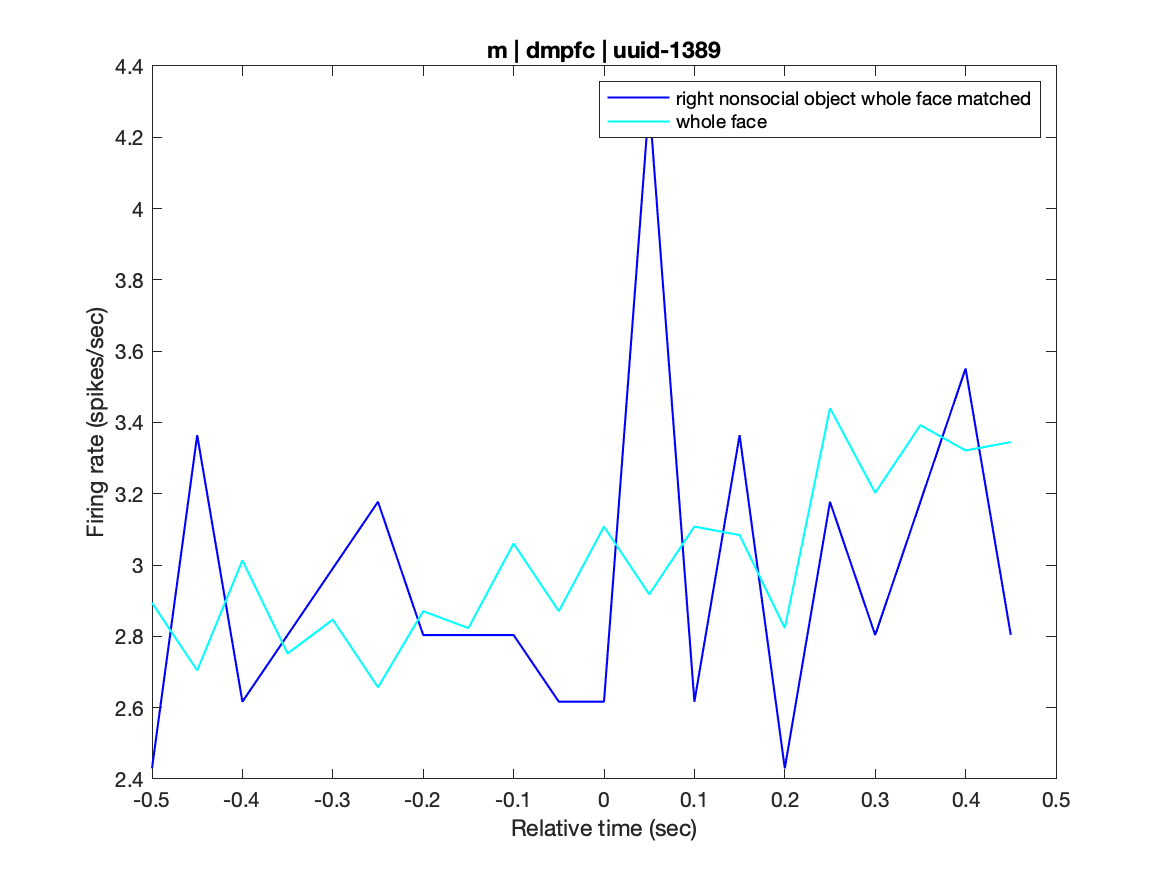 m | dmpfc | uuid-1389
right nonsocial object whole face matched
whole face
4.4
4.2
4
3.8
3.6
3.4
3.2
3
2.8
2.6
2.4
Firing rate (spikes/sec)
-0.5 -0.4 -0.3 -0.2 -0.1 0 0.1 0.2 0.3 0.4 0.5
Relative time (sec)